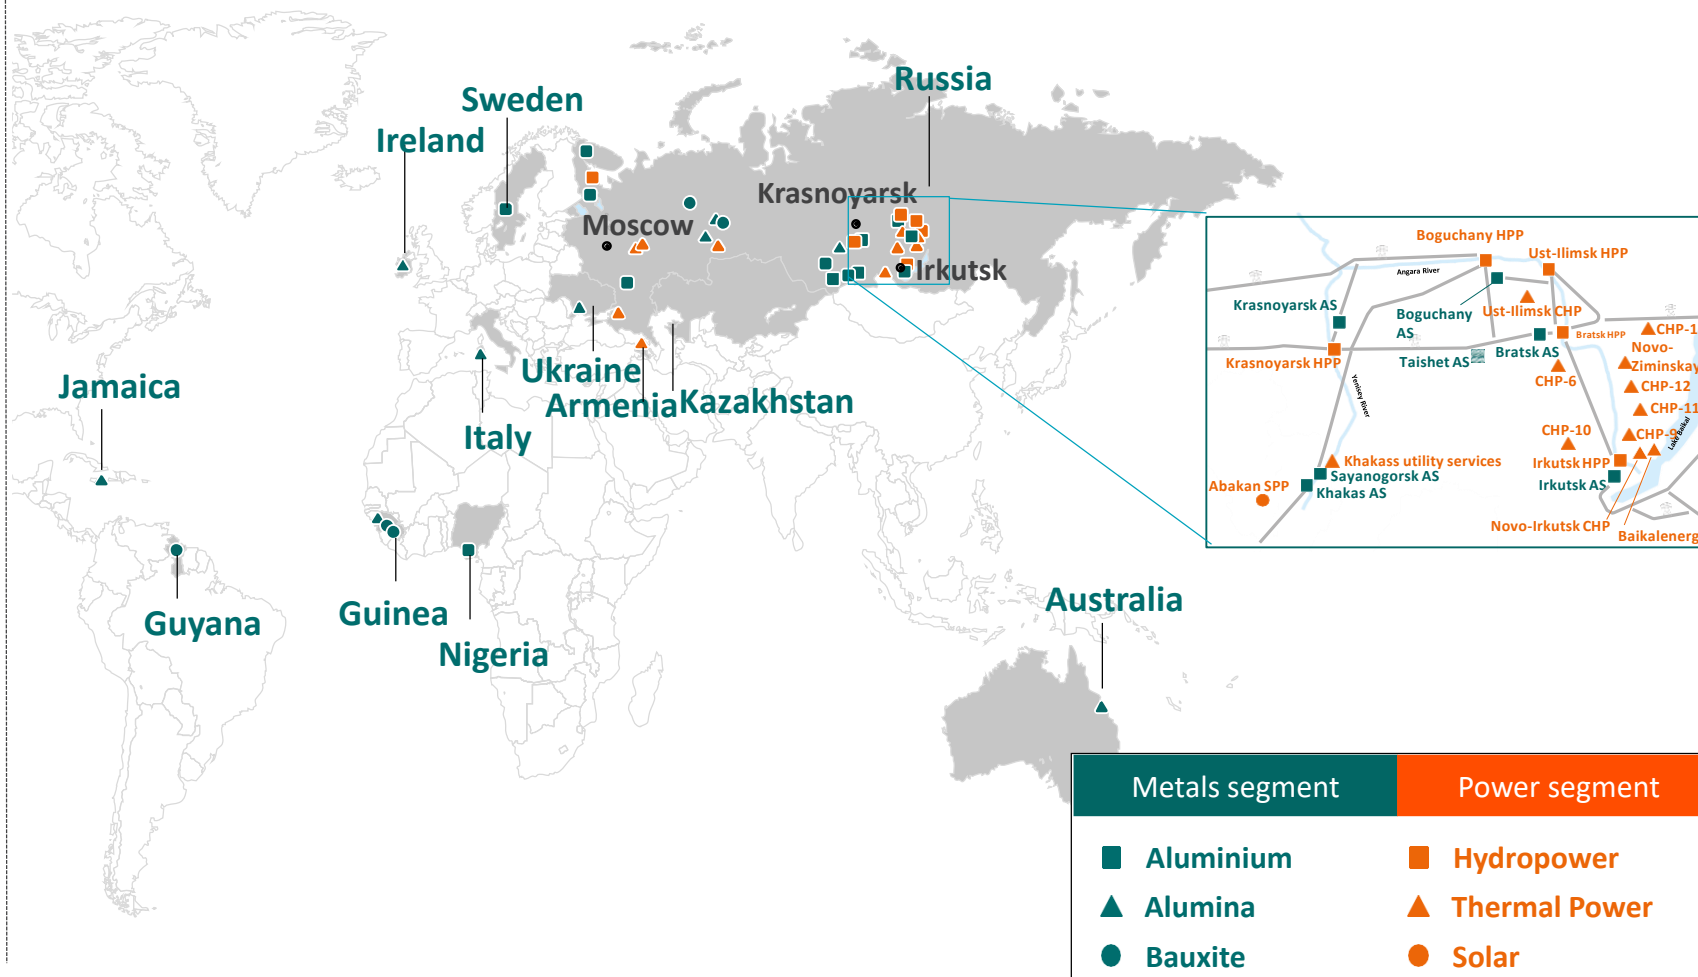 Russia
Sweden
Ireland
Krasnoyarsk
Moscow
Irkutsk
Ukraine
Armenia
Kazakhstan
Italy
Jamaica
Guyana
Guinea
Nigeria
Australia
Boguchany HPP
Ust-Ilimsk HPP
Angara River
Krasnoyarsk AS
Boguchany
AS
Ust-Ilimsk CHP
Bratsk HPP
CHP-1
Krasnoyarsk HPP
Taishet AS
Bratsk AS
Novo-
Ziminskay
CHP-6
CHP-12
Yenisey River
CHP-11
CHP-10
CHP-9
Lake Baikal
Khakass utility services
Irkutsk HPP
Sayanogorsk AS
Abakan SPP
Khakas AS
Irkutsk AS
Novo-Irkutsk CHP
Baikalenerg
Metals segment
Power segment
Aluminium
Hydropower
Alumina
Thermal Power
Bauxite
Solar